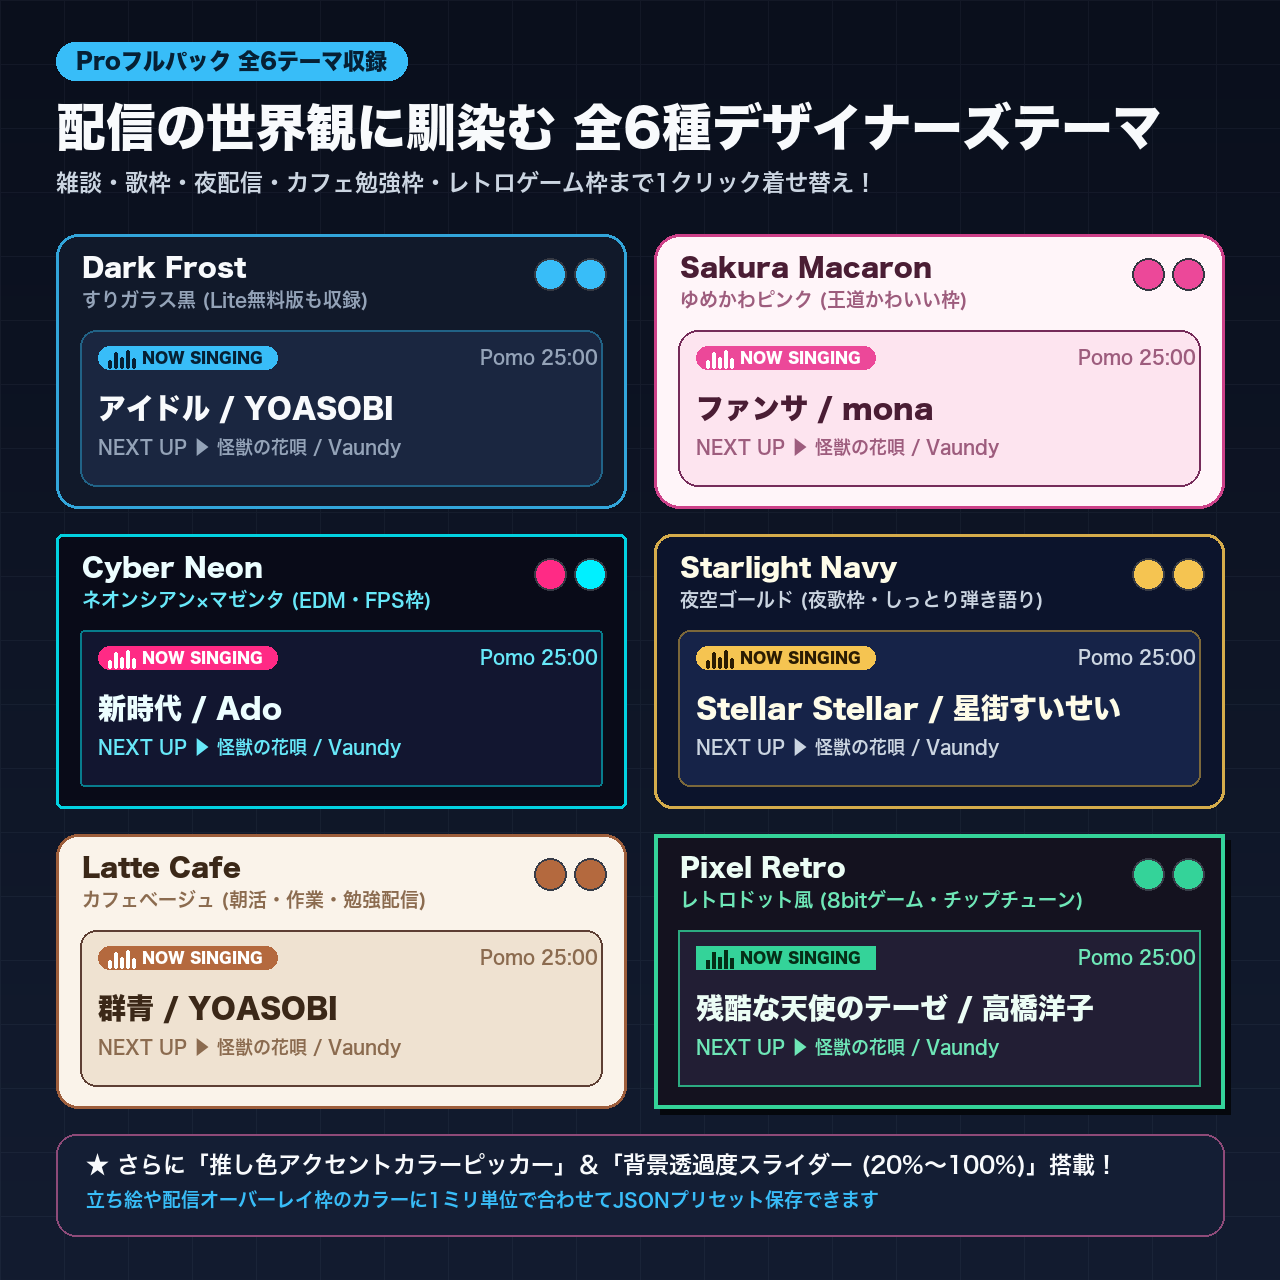 Proフルパック 全6テーマ収録
配信の世界観に馴染む 全6種デザイナーズテーマ
雑談・歌枠・夜配信・カフェ勉強枠・レトロゲーム枠まで1クリック着せ替え！
Dark Frost
すりガラス黒 (Lite無料版も収録)
NOW SINGING
Pomo 25:00
アイドル / YOASOBI
NEXT UP ▶ 怪獣の花唄 / Vaundy
Sakura Macaron
ゆめかわピンク (王道かわいい枠)
NOW SINGING
Pomo 25:00
ファンサ / mona
NEXT UP ▶ 怪獣の花唄 / Vaundy
Cyber Neon
ネオンシアン×マゼンタ (EDM・FPS枠)
NOW SINGING
Pomo 25:00
新時代 / Ado
NEXT UP ▶ 怪獣の花唄 / Vaundy
Starlight Navy
夜空ゴールド (夜歌枠・しっとり弾き語り)
NOW SINGING
Pomo 25:00
Stellar Stellar / 星街すいせい
NEXT UP ▶ 怪獣の花唄 / Vaundy
Latte Cafe
カフェベージュ (朝活・作業・勉強配信)
NOW SINGING
Pomo 25:00
群青 / YOASOBI
NEXT UP ▶ 怪獣の花唄 / Vaundy
Pixel Retro
レトロドット風 (8bitゲーム・チップチューン)
NOW SINGING
Pomo 25:00
残酷な天使のテーゼ / 高橋洋子
NEXT UP ▶ 怪獣の花唄 / Vaundy
★ さらに「推し色アクセントカラーピッカー」＆「背景透過度スライダー (20%〜100%)」搭載！
立ち絵や配信オーバーレイ枠のカラーに1ミリ単位で合わせてJSONプリセット保存できます